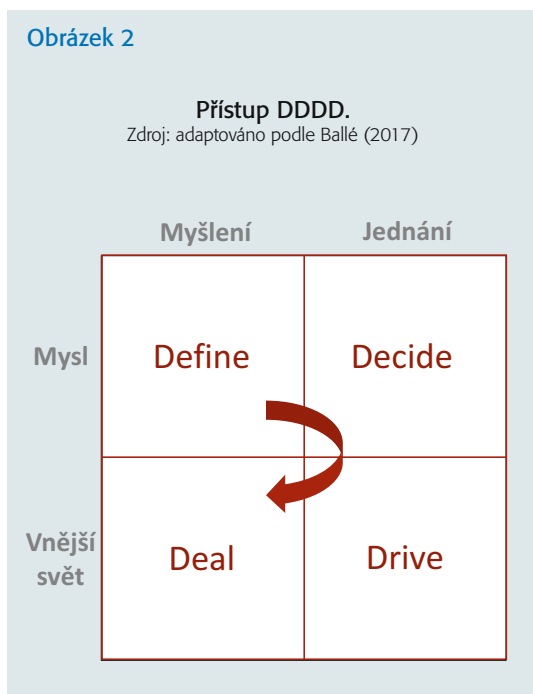 Obrázek 2
Přístup DDDD.
Zdroj: adaptováno podle Ballé (2017)
Myšlení Jednání
Mysl Define Decide
Vnější
svět
Deal Drive